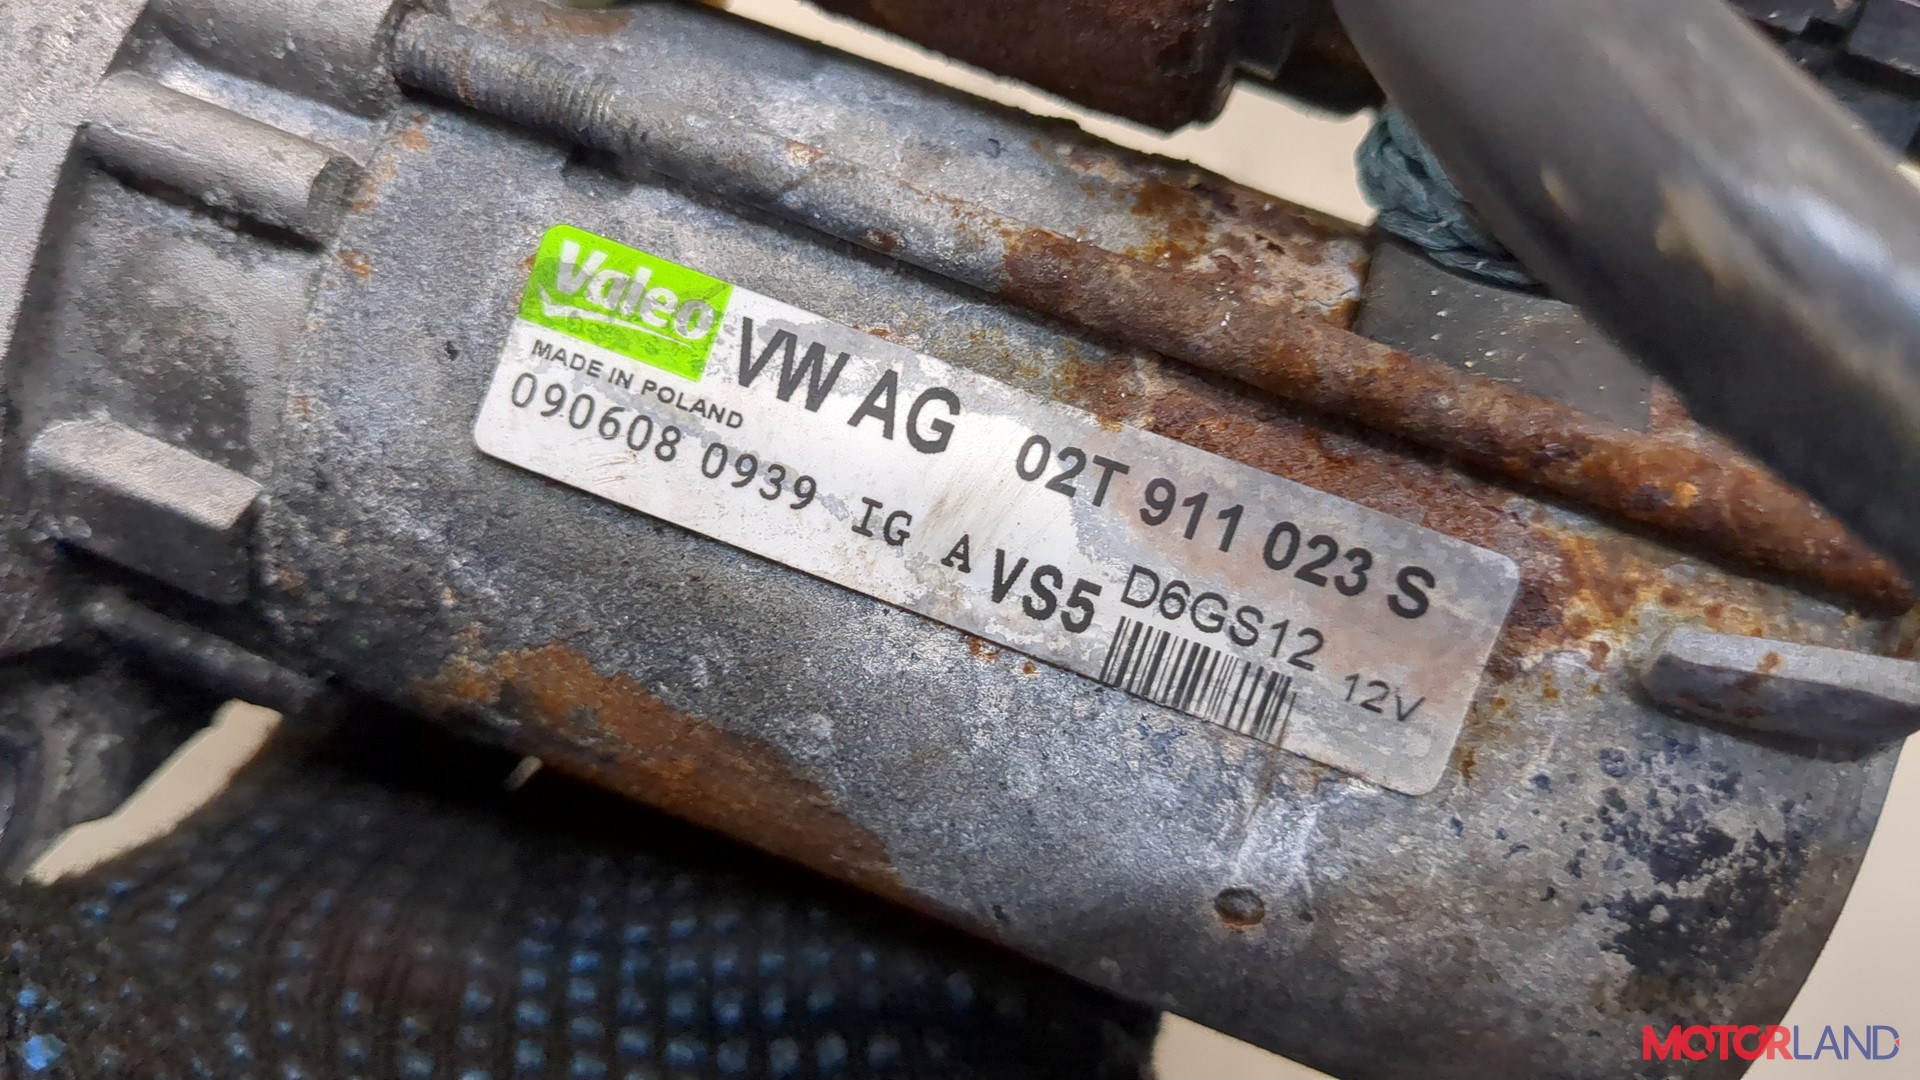 Valeo
VW AG 02T 911 023 S
MADE IN POLAND
090608 0939 IG A VS5 D6GS12
12V
MOTORLAND